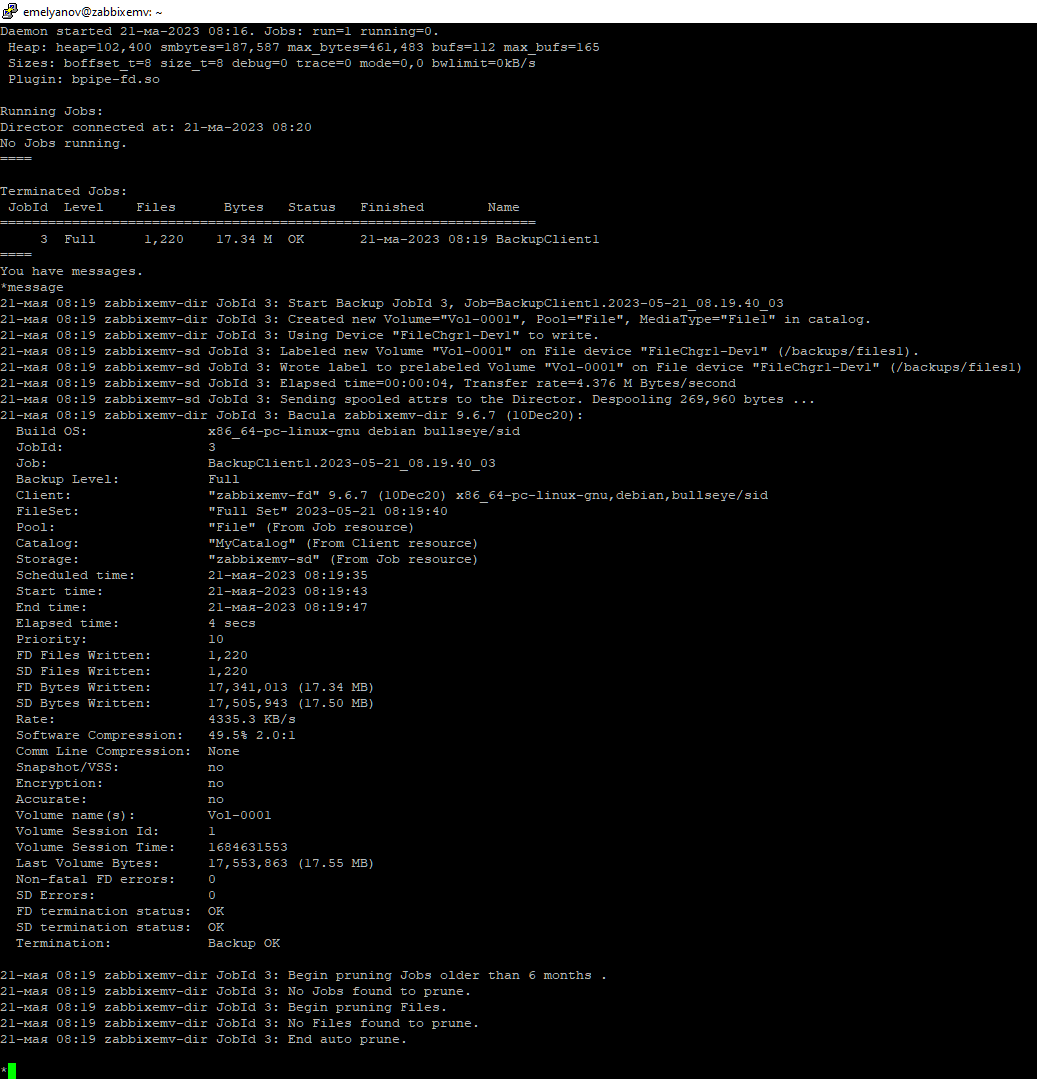 emelyanov@zabbixemv: ~
Daemon started 21-ма-2023 08:16. Jobs: run=1 running=0.
 Heap: heap=102,400 smbytes=187,587 max_bytes=461,483 bufs=112 max_bufs=165
 Sizes: boffset_t=8 size_t=8 debug=0 trace=0 mode=0,0 bwlimit=0kB/s
 Plugin: bpipe-fd.so

Running Jobs:
Director connected at: 21-ма-2023 08:20
No Jobs running.
====

Terminated Jobs:
 JobId  Level    Files      Bytes   Status   Finished        Name
===================================================================
     3  Full      1,220    17.34 M  OK       21-ма-2023 08:19 BackupClient1
====
You have messages.
*message
21-мая 08:19 zabbixemv-dir JobId 3: Start Backup JobId 3, Job=BackupClient1.2023-05-21_08.19.40_03
21-мая 08:19 zabbixemv-dir JobId 3: Created new Volume="Vol-0001", Pool="File", MediaType="File1" in catalog.
21-мая 08:19 zabbixemv-dir JobId 3: Using Device "FileChgr1-Dev1" to write.
21-мая 08:19 zabbixemv-sd JobId 3: Labeled new Volume "Vol-0001" on File device "FileChgr1-Dev1" (/backups/files1).
21-мая 08:19 zabbixemv-sd JobId 3: Wrote label to prelabeled Volume "Vol-0001" on File device "FileChgr1-Dev1" (/backups/files1)
21-мая 08:19 zabbixemv-sd JobId 3: Elapsed time=00:00:04, Transfer rate=4.376 M Bytes/second
21-мая 08:19 zabbixemv-sd JobId 3: Sending spooled attrs to the Director. Despooling 269,960 bytes ...
21-мая 08:19 zabbixemv-dir JobId 3: Bacula zabbixemv-dir 9.6.7 (10Dec20):
  Build OS:               x86_64-pc-linux-gnu debian bullseye/sid
  JobId:                  3
  Job:                    BackupClient1.2023-05-21_08.19.40_03
  Backup Level:           Full
  Client:                 "zabbixemv-fd" 9.6.7 (10Dec20) x86_64-pc-linux-gnu,debian,bullseye/sid
  FileSet:                "Full Set" 2023-05-21 08:19:40
  Pool:                   "File" (From Job resource)
  Catalog:                "MyCatalog" (From Client resource)
  Storage:                "zabbixemv-sd" (From Job resource)
  Scheduled time:         21-мая-2023 08:19:35
  Start time:             21-мая-2023 08:19:43
  End time:               21-мая-2023 08:19:47
  Elapsed time:           4 secs
  Priority:               10
  FD Files Written:       1,220
  SD Files Written:       1,220
  FD Bytes Written:       17,341,013 (17.34 MB)
  SD Bytes Written:       17,505,943 (17.50 MB)
  Rate:                   4335.3 KB/s
  Software Compression:   49.5% 2.0:1
  Comm Line Compression:  None
  Snapshot/VSS:           no
  Encryption:             no
  Accurate:               no
  Volume name(s):         Vol-0001
  Volume Session Id:      1
  Volume Session Time:    1684631553
  Last Volume Bytes:      17,553,863 (17.55 MB)
  Non-fatal FD errors:    0
  SD Errors:              0
  FD termination status:  OK
  SD termination status:  OK
  Termination:            Backup OK

21-мая 08:19 zabbixemv-dir JobId 3: Begin pruning Jobs older than 6 months .
21-мая 08:19 zabbixemv-dir JobId 3: No Jobs found to prune.
21-мая 08:19 zabbixemv-dir JobId 3: Begin pruning Files.
21-мая 08:19 zabbixemv-dir JobId 3: No Files found to prune.
21-мая 08:19 zabbixemv-dir JobId 3: End auto prune.

*